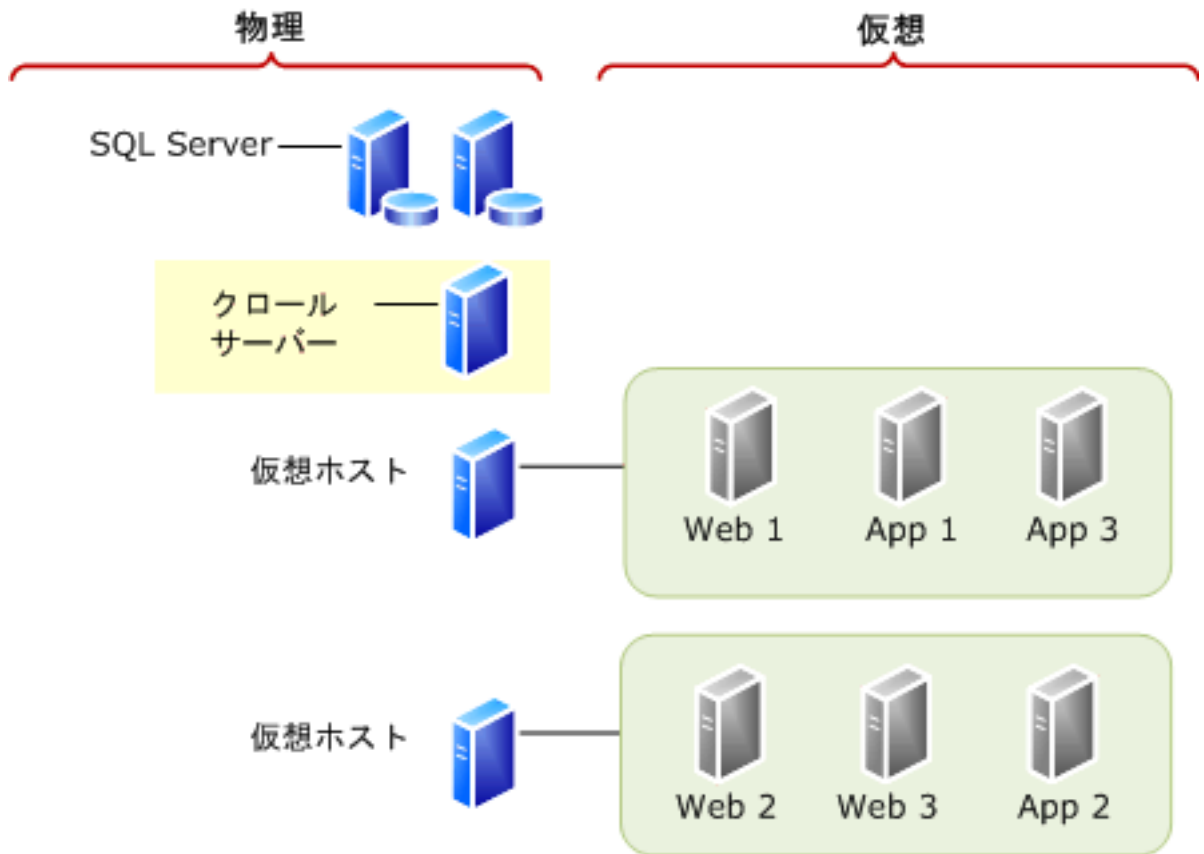 物理
仮想
SQL Server
クロール
サーバー
仮想ホスト
Web 1
App 1
App 3
仮想ホスト
Web 2
Web 3
App 2